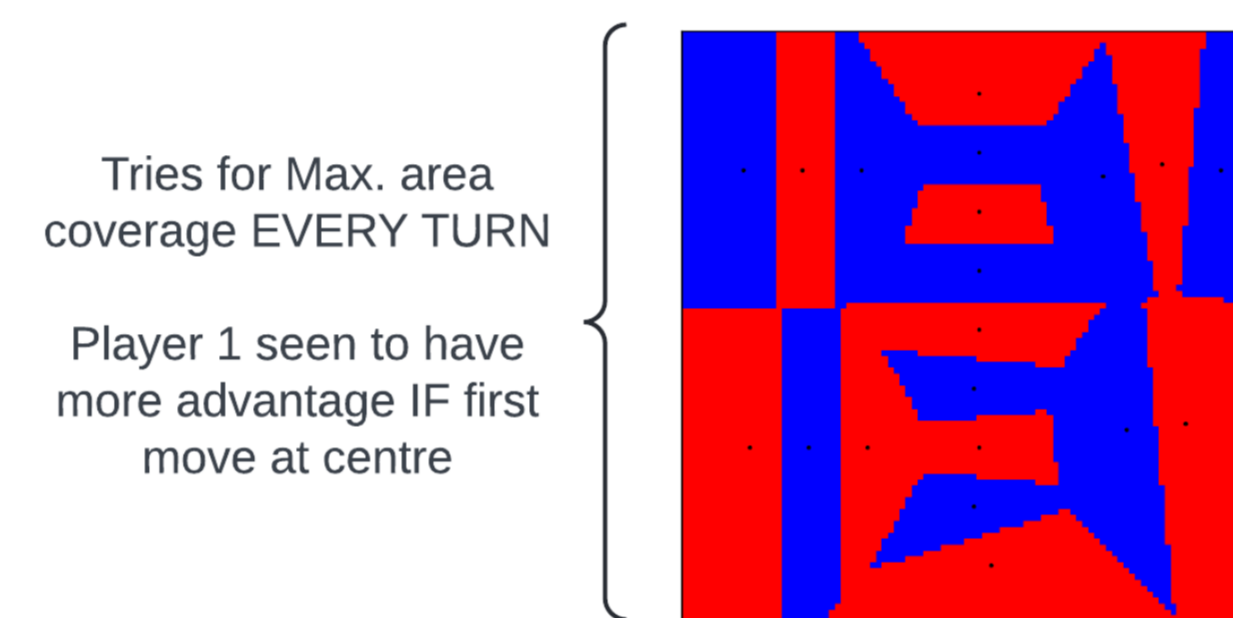 Tries for Max. area
coverage EVERY TURN
Player 1 seen to have
more advantage IF first
move at centre